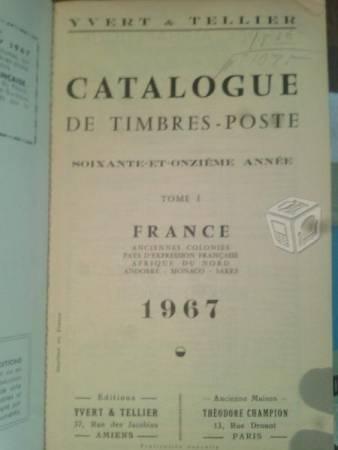 YVERT & TELLIER
CATALOGUE
DE TIMBRES-POSTE
SOIXANTE-ET-ONZIÈME ANNÉE
TOME I
FRANCE
ANCIENNES COLONIES
PAYS D'EXPRESSION FRANÇAISE
AFRIQUE DU NORD
ANDORRE - MONACO - SARRE
1967
Éditions
YVERT & TELLIER
37, Rue des Jacobins
AMIENS
Ancienne Maison
THÉODORE CHAMPION
13, Rue Drouot
PARIS
1967